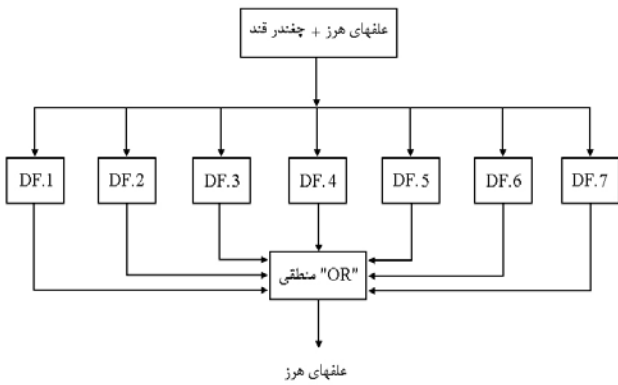 علفهای هرز + چغندر قند
DF.1
DF.2
DF.3
DF.4
DF.5
DF.6
DF.7
"OR" منطقی
علفهای هرز